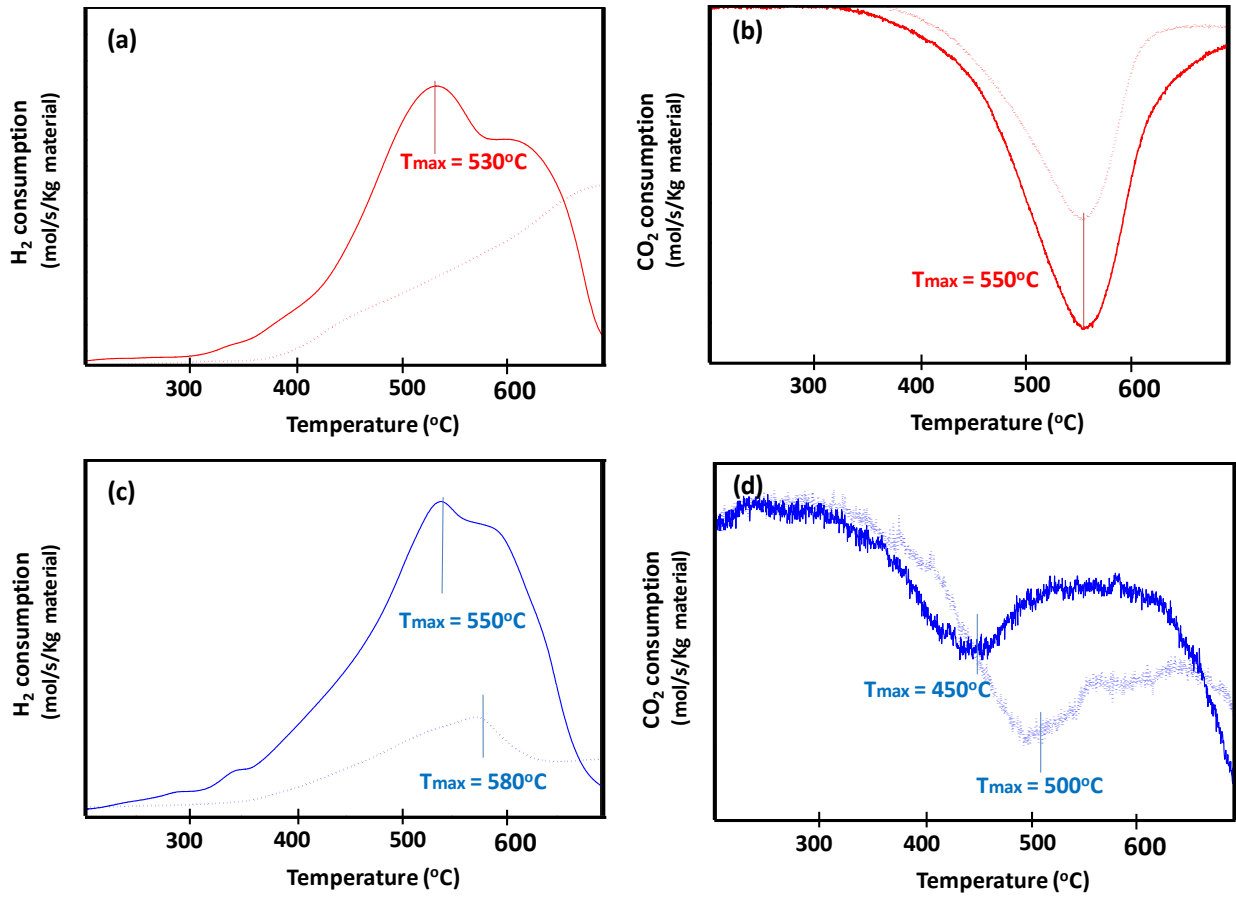 (a)
H2 consumption
(mol/s/Kg material)
Tmax = 530oC
300 400 500 600
Temperature (oC)
(b)
CO2 consumption
(mol/s/Kg material)
Tmax = 550oC
300 400 500 600
Temperature (oC)
(c)
H2 consumption
(mol/s/Kg material)
Tmax = 550oC
Tmax = 580oC
300 400 500 600
Temperature (oC)
(d)
CO2 consumption
(mol/s/Kg material)
Tmax = 450oC
Tmax = 500oC
300 400 500 600
Temperature (oC)